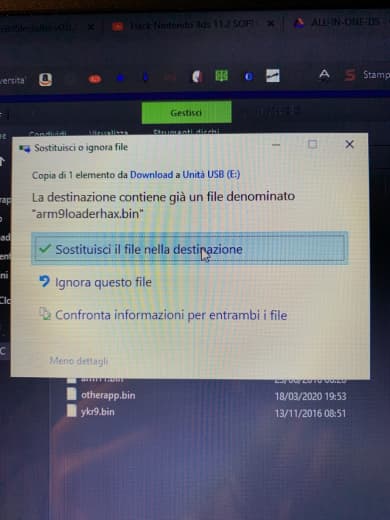 Hack Nintendo 3ds 11.2 SOF
ALL-IN-ONE-DS
Stamp
Gestisci
Condividi Visualizza Strumenti dischi
Sostituisci o ignora file
Copia di 1 elemento da Download a Unità USB (E:)
La destinazione contiene già un file denominato
"arm9loaderhax.bin"
Sostituisci il file nella destinazione
Ignora questo file
Confronta informazioni per entrambi i file
Meno dettagli
otherapp.bin 18/03/2020 19:53
ykr9.bin 13/11/2016 08:51